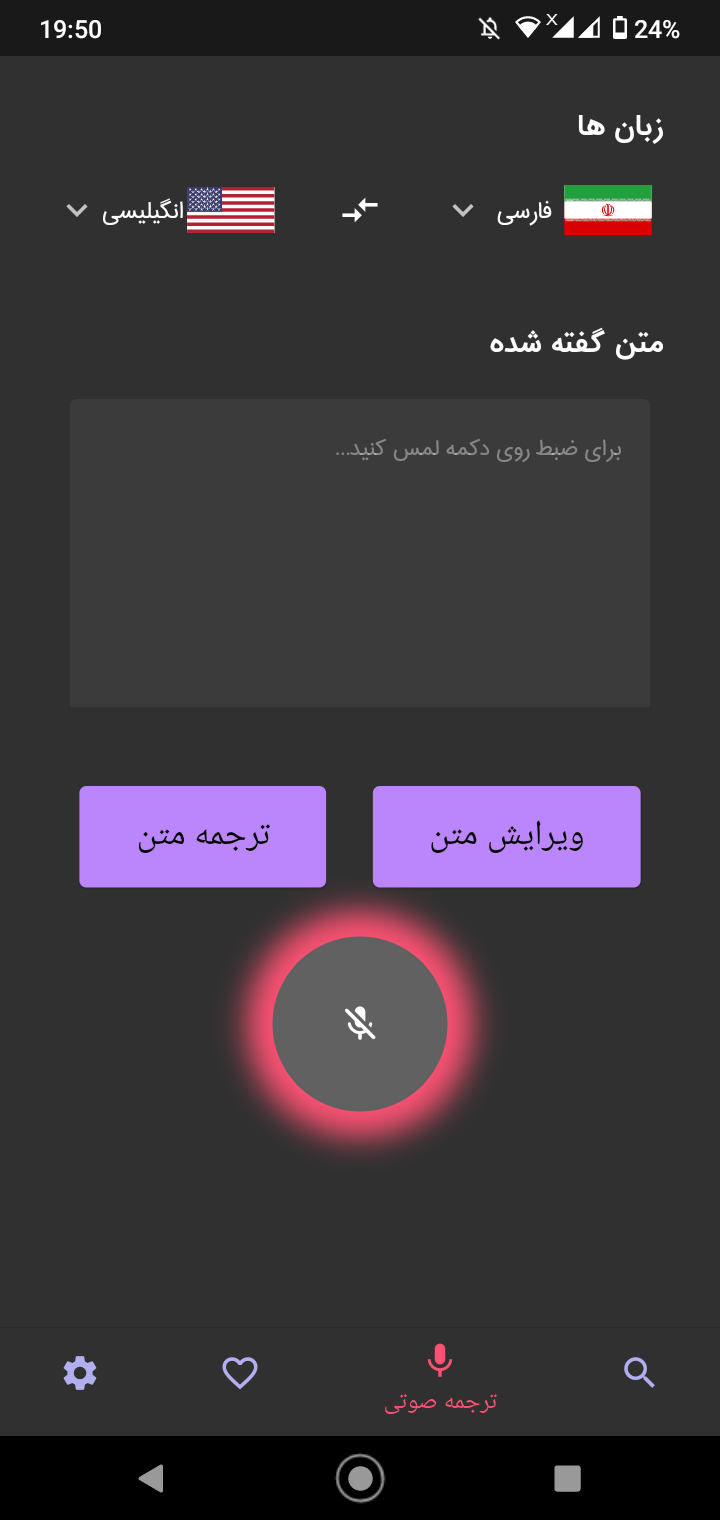 19:50
24%
زبان ها
فارسی
انگیلیسی
متن گفته شده
برای ضبط روی دکمه لمس کنید...
ویرایش متن
ترجمه متن
ترجمه صوتی